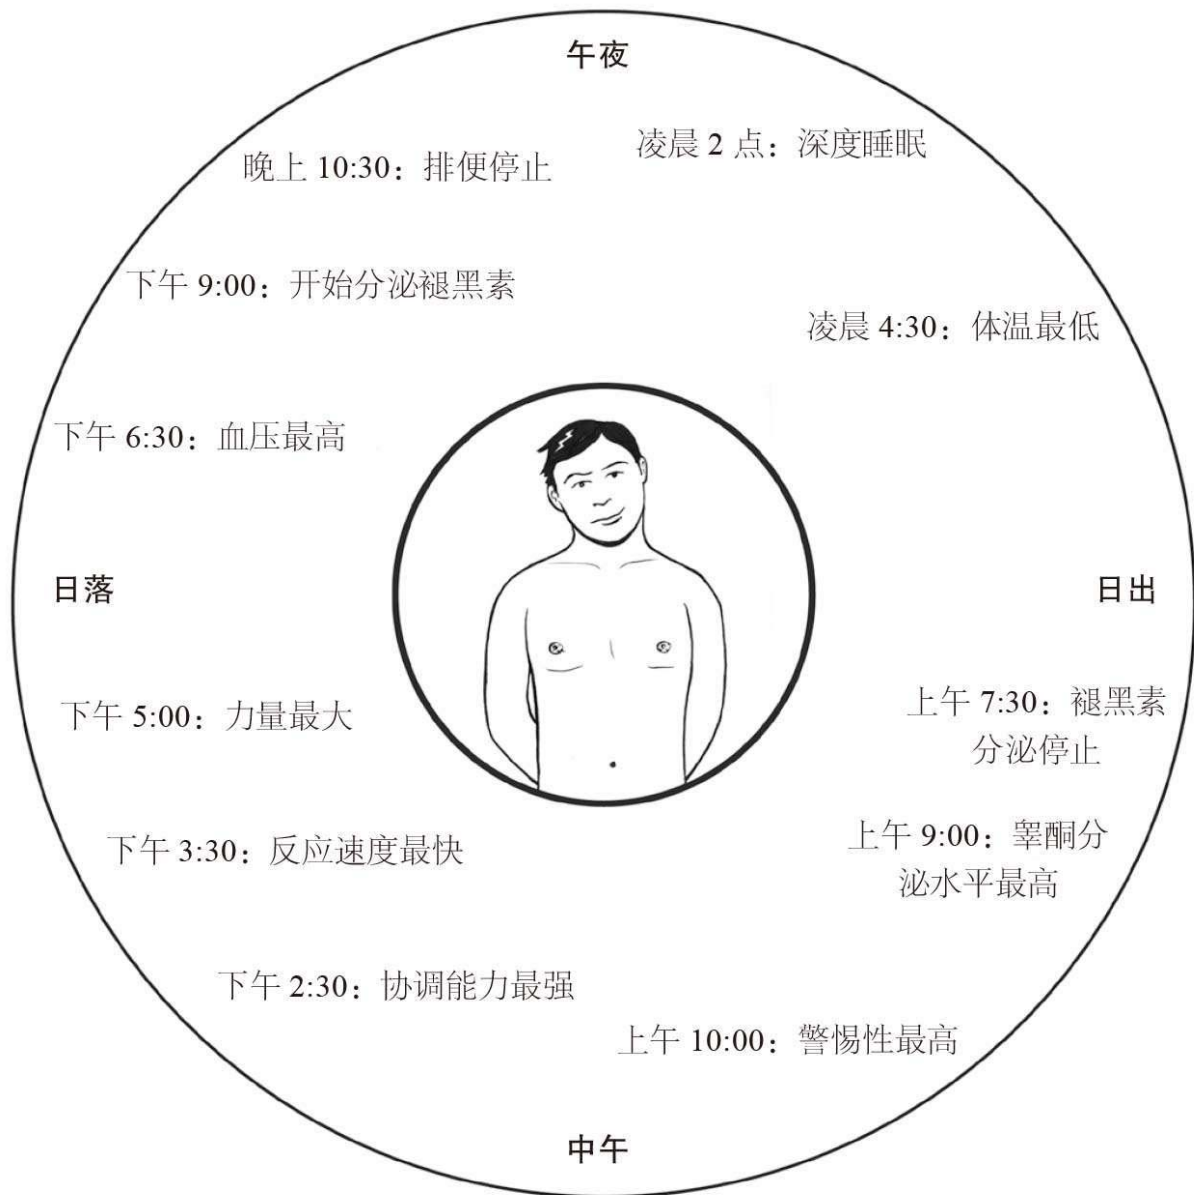 午夜
凌晨 2 点：深度睡眠
晚上 10:30：排便停止
下午 9:00：开始分泌褪黑素
凌晨 4:30：体温最低
下午 6:30：血压最高
日落
日出
下午 5:00：力量最大
上午 7:30：褪黑素
分泌停止
下午 3:30：反应速度最快
上午 9:00：睾酮分
泌水平最高
下午 2:30：协调能力最强
上午 10:00：警惕性最高
中午